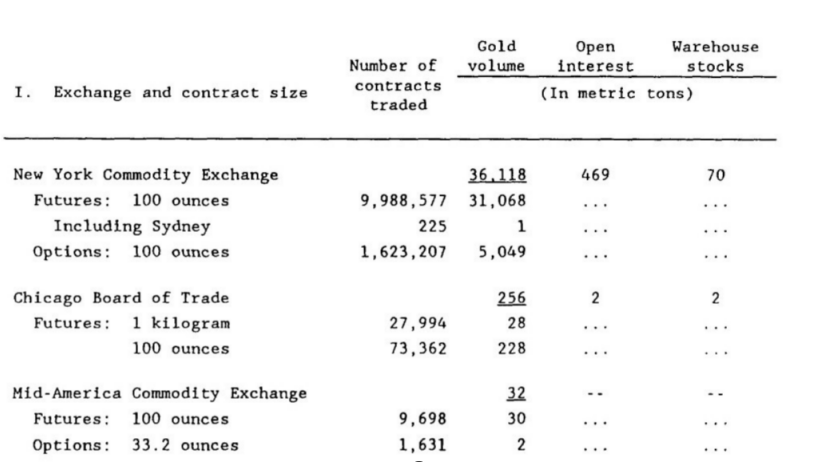 Gold Open Warehouse
Number of volume interest stocks
I. Exchange and contract size contracts (In metric tons)
traded
New York Commodity Exchange 36,118 469 70
Futures: 100 ounces 9,988,577 31,068 ... ...
Including Sydney 225 1 ... ...
Options: 100 ounces 1,623,207 5,049 ... ...
Chicago Board of Trade 256 2 2
Futures: 1 kilogram 27,994 28 ... ...
100 ounces 73,362 228 ... ...
Mid-America Commodity Exchange 32 -- --
Futures: 100 ounces 9,698 30 ... ...
Options: 33.2 ounces 1,631 2 ... ...